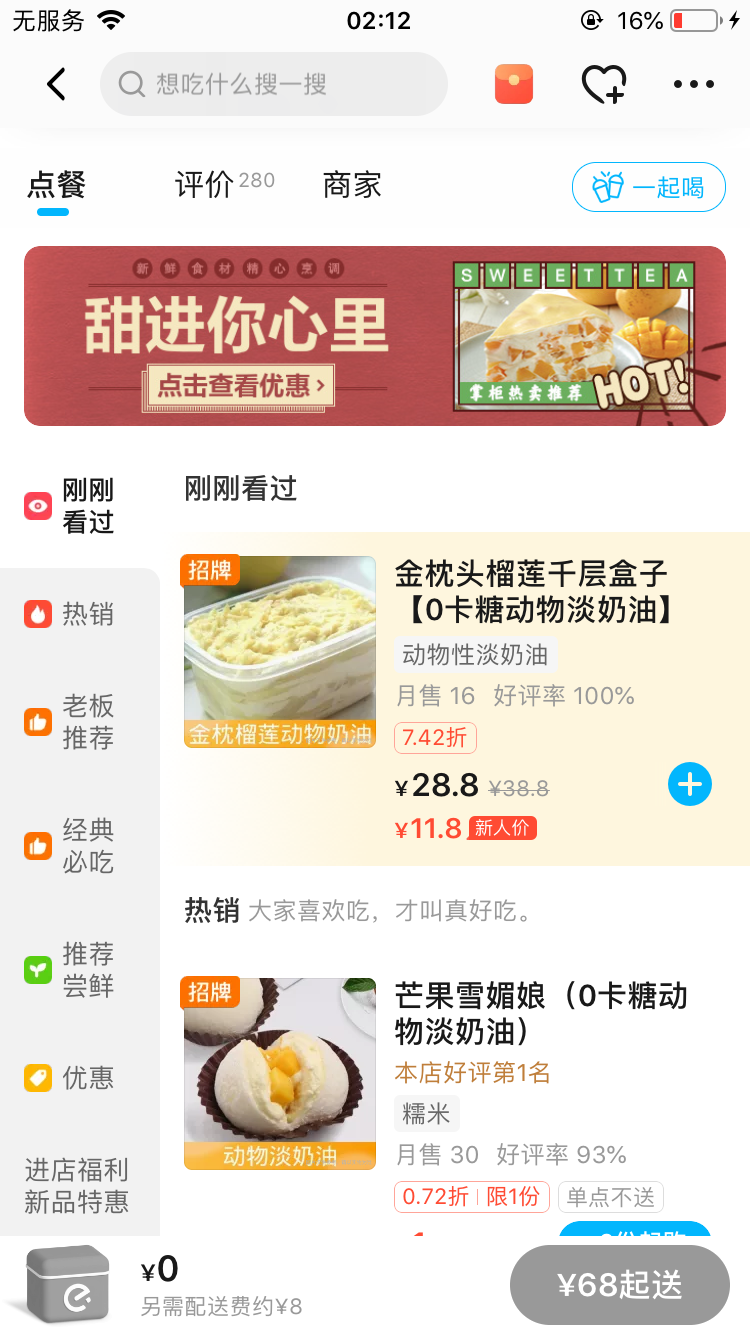 无服务
02:12
16%
想吃什么搜一搜
点餐
评价 280
商家
一起喝
新鲜食材精心烹调
甜进你心里
点击查看优惠 >
SWEETTEA
掌柜热卖推荐
HOT!
刚刚
看过
热销
老板
推荐
经典
必吃
推荐
尝鲜
优惠
进店福利
新品特惠
刚刚看过
招牌
金枕榴莲动物奶油
金枕头榴莲千层盒子
【0卡糖动物淡奶油】
动物性淡奶油
月售 16 好评率 100%
7.42折
¥28.8 ¥38.8
¥11.8 新人价
热销 大家喜欢吃，才叫真好吃。
招牌
动物淡奶油
芒果雪媚娘（0卡糖动
物淡奶油）
本店好评第1名
糯米
月售 30 好评率 93%
0.72折 限1份 单点不送
¥0
另需配送费约¥8
¥68起送